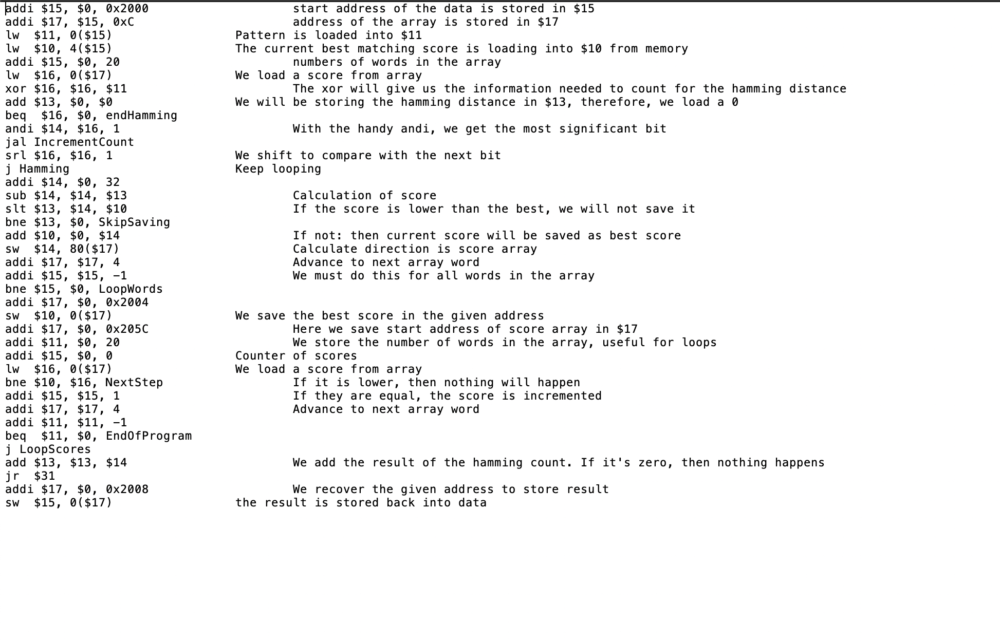 addi $15, $0, 0x2000 start address of the data is stored in $15
addi $17, $15, 0xC address of the array is stored in $17
lw $11, 0($15) Pattern is loaded into $11
lw $10, 4($15) The current best matching score is loading into $10 from memory
addi $15, $0, 20 numbers of words in the array
lw $16, 0($17) We load a score from array
xor $16, $16, $11 The xor will give us the information needed to count for the hamming distance
add $13, $0, $0 We will be storing the hamming distance in $13, therefore, we load a 0
beq $16, $0, endHamming
andi $14, $16, 1 With the handy andi, we get the most significant bit
jal IncrementCount
srl $16, $16, 1 We shift to compare with the next bit
j Hamming Keep looping
addi $14, $0, 32
sub $14, $14, $13 Calculation of score
slt $13, $14, $10 If the score is lower than the best, we will not save it
bne $13, $0, SkipSaving
add $10, $0, $14 If not: then current score will be saved as best score
sw $14, 80($17) Calculate direction is score array
addi $17, $17, 4 Advance to next array word
addi $15, $15, −1 We must do this for all words in the array
bne $15, $0, LoopWords
addi $17, $0, 0x2004
sw $10, 0($17) We save the best score in the given address
addi $17, $0, 0x205C Here we save start address of score array in $17
addi $11, $0, 20 We store the number of words in the array, useful for loops
addi $15, $0, 0 Counter of scores
lw $16, 0($17) We load a score from array
bne $10, $16, NextStep If it is lower, then nothing will happen
addi $15, $15, 1 If they are equal, the score is incremented
addi $17, $17, 4 Advance to next array word
addi $11, $11, −1
beq $11, $0, EndOfProgram
j LoopScores
add $13, $13, $14 We add the result of the hamming count. If it's zero, then nothing happens
jr $31
addi $17, $0, 0x2008 We recover the given address to store result
sw $15, 0($17) the result is stored back into data